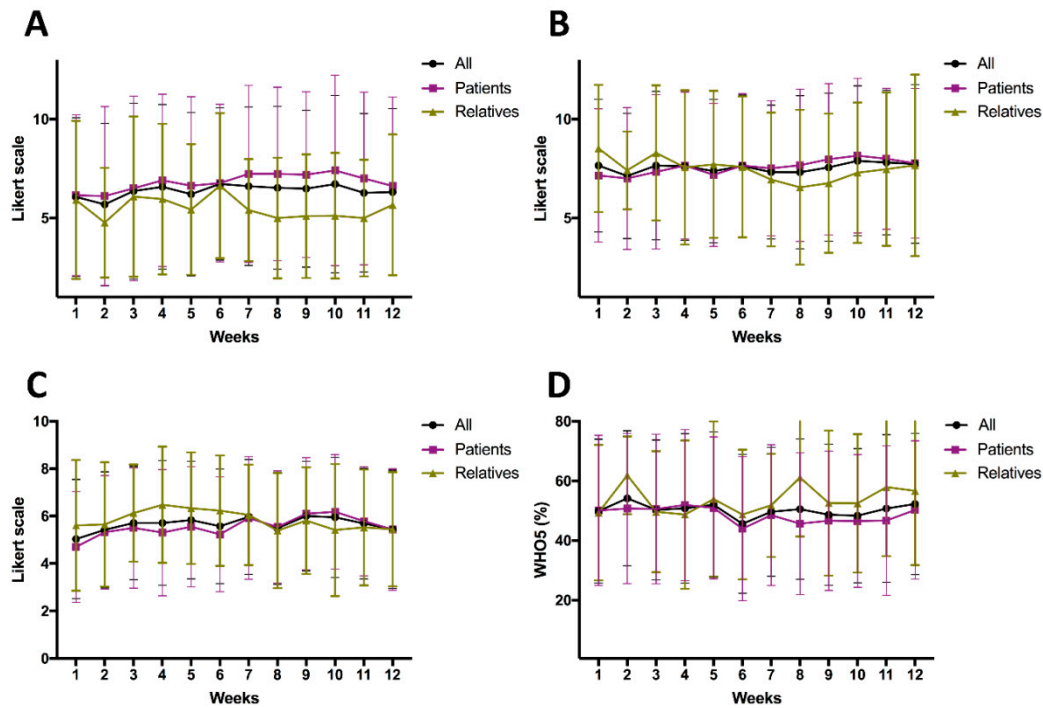 A
All
Patients
Relatives
Likert scale
10
5
1 2 3 4 5 6 7 8 9 10 11 12
Weeks
B
All
Patients
Relatives
Likert scale
10
5
1 2 3 4 5 6 7 8 9 10 11 12
Weeks
C
All
Patients
Relatives
Likert scale
10
8
6
4
2
0
1 2 3 4 5 6 7 8 9 10 11 12
Weeks
D
All
Patients
Relatives
WHO5 (%)
80
60
40
20
1 2 3 4 5 6 7 8 9 10 11 12
Weeks